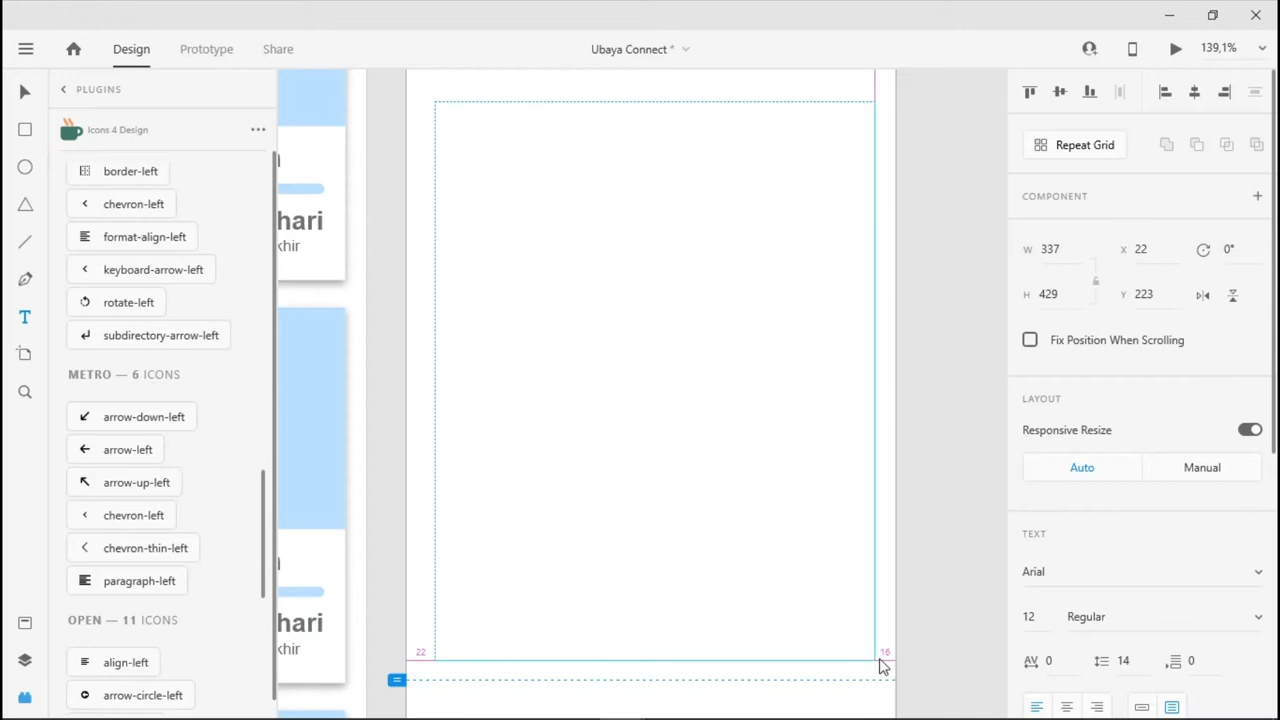 Design
Prototype
Share
Ubaya Connect *
139,1%
PLUGINS
Icons 4 Design
border-left
chevron-left
format-align-left
keyboard-arrow-left
rotate-left
subdirectory-arrow-left
METRO — 6 ICONS
arrow-down-left
arrow-left
arrow-up-left
chevron-left
chevron-thin-left
paragraph-left
OPEN — 11 ICONS
align-left
arrow-circle-left
hari
khir
hari
khir
22
16
Repeat Grid
COMPONENT
W 337
X 22
0°
H 429
Y 223
Fix Position When Scrolling
LAYOUT
Responsive Resize
Auto
Manual
TEXT
Arial
12
Regular
AV 0
14
0